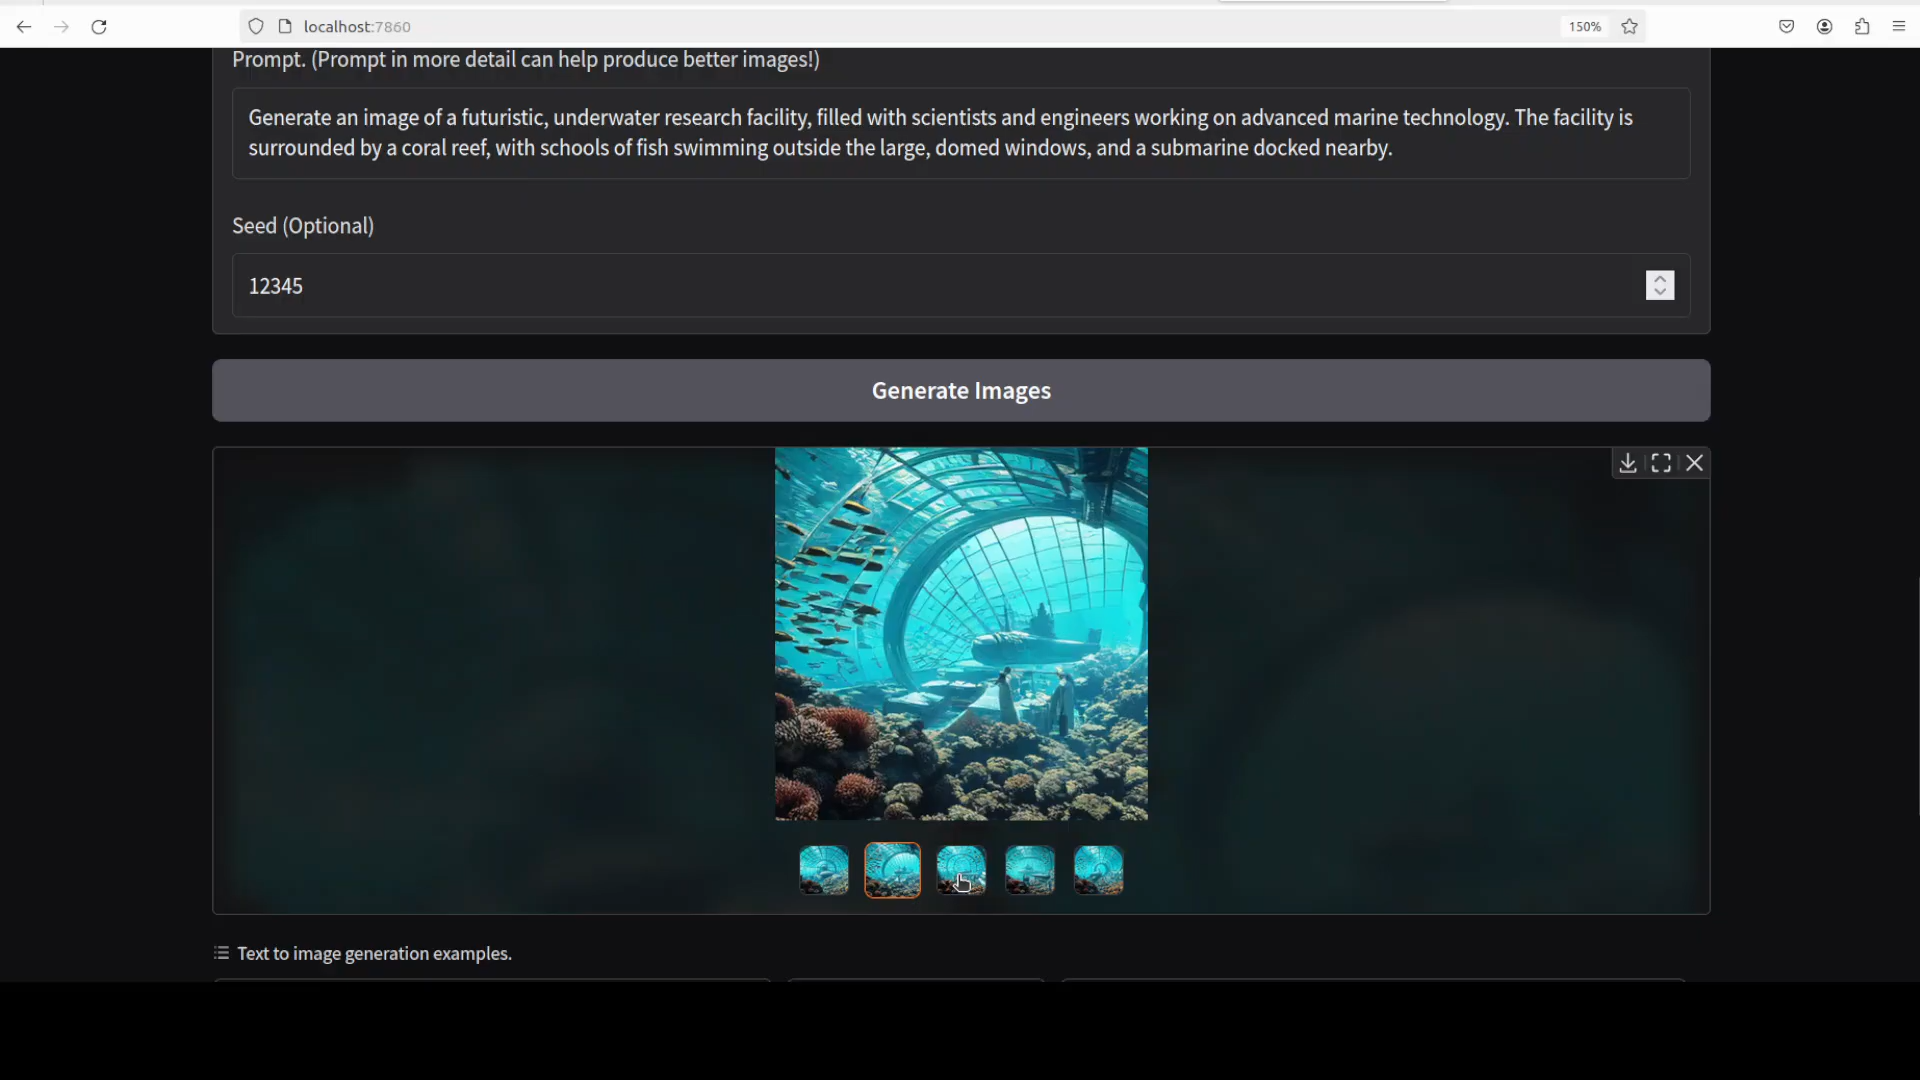 localhost:7860
150%
Prompt. (Prompt in more detail can help produce better images!)
Generate an image of a futuristic, underwater research facility, filled with scientists and engineers working on advanced marine technology. The facility is
surrounded by a coral reef, with schools of fish swimming outside the large, domed windows, and a submarine docked nearby.
Seed (Optional)
12345
Generate Images
Text to image generation examples.